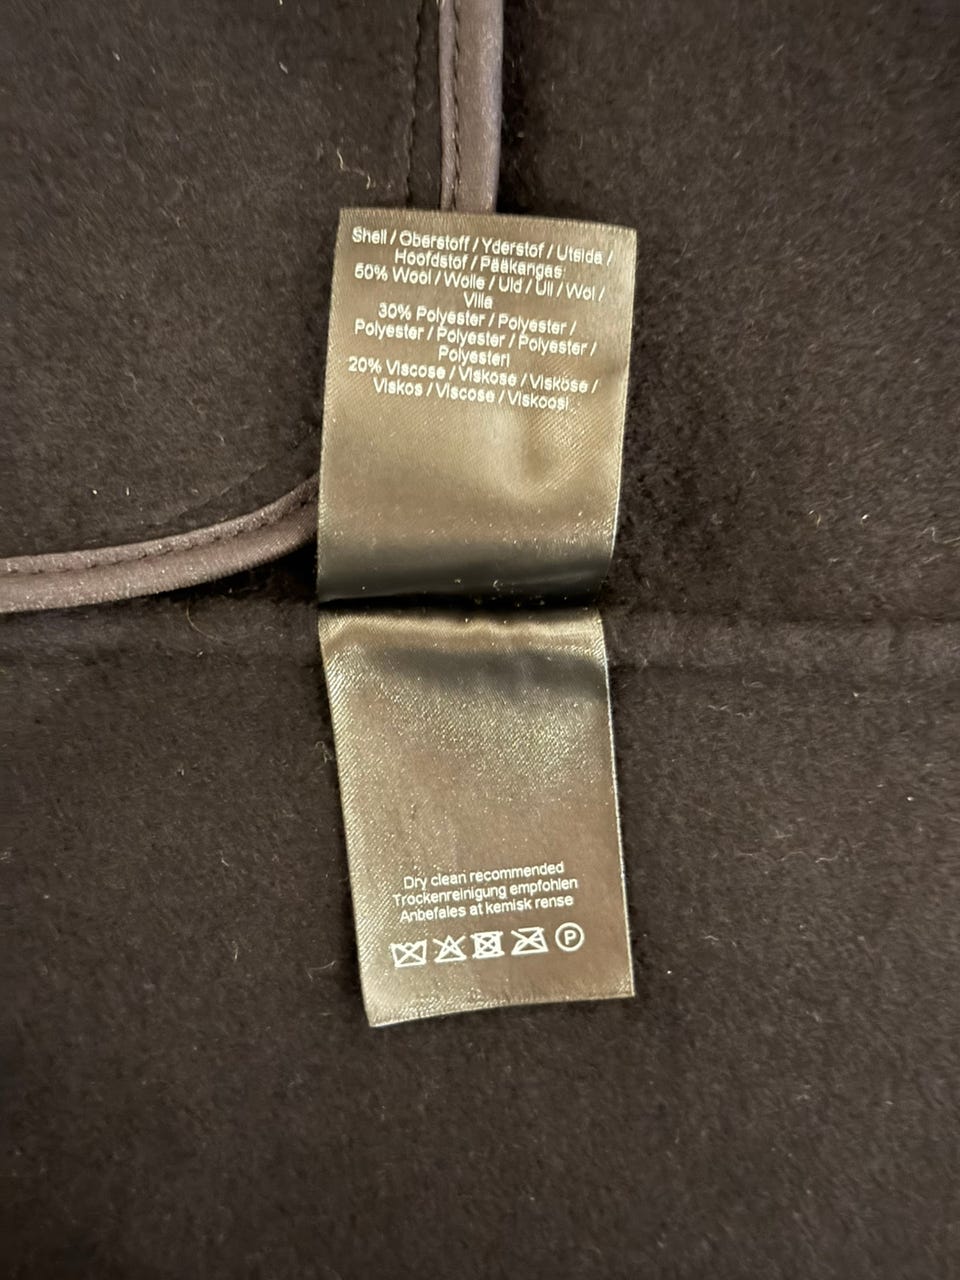 Shell / Oberstoff / Yderstof / Utsida /
Hoofdstof / Pääkangas
50% Wool / Wolle / Uld / Ull / Wol /
Villa
30% Polyester / Polyester /
Polyester / Polyester / Polyester /
Polyesteri
20% Viscose / Viskose / Viskose /
Viskos / Viscose / Viskoosi
Dry clean recommended
Trockenreinigung empfohlen
Anbefales at kemisk rense
P